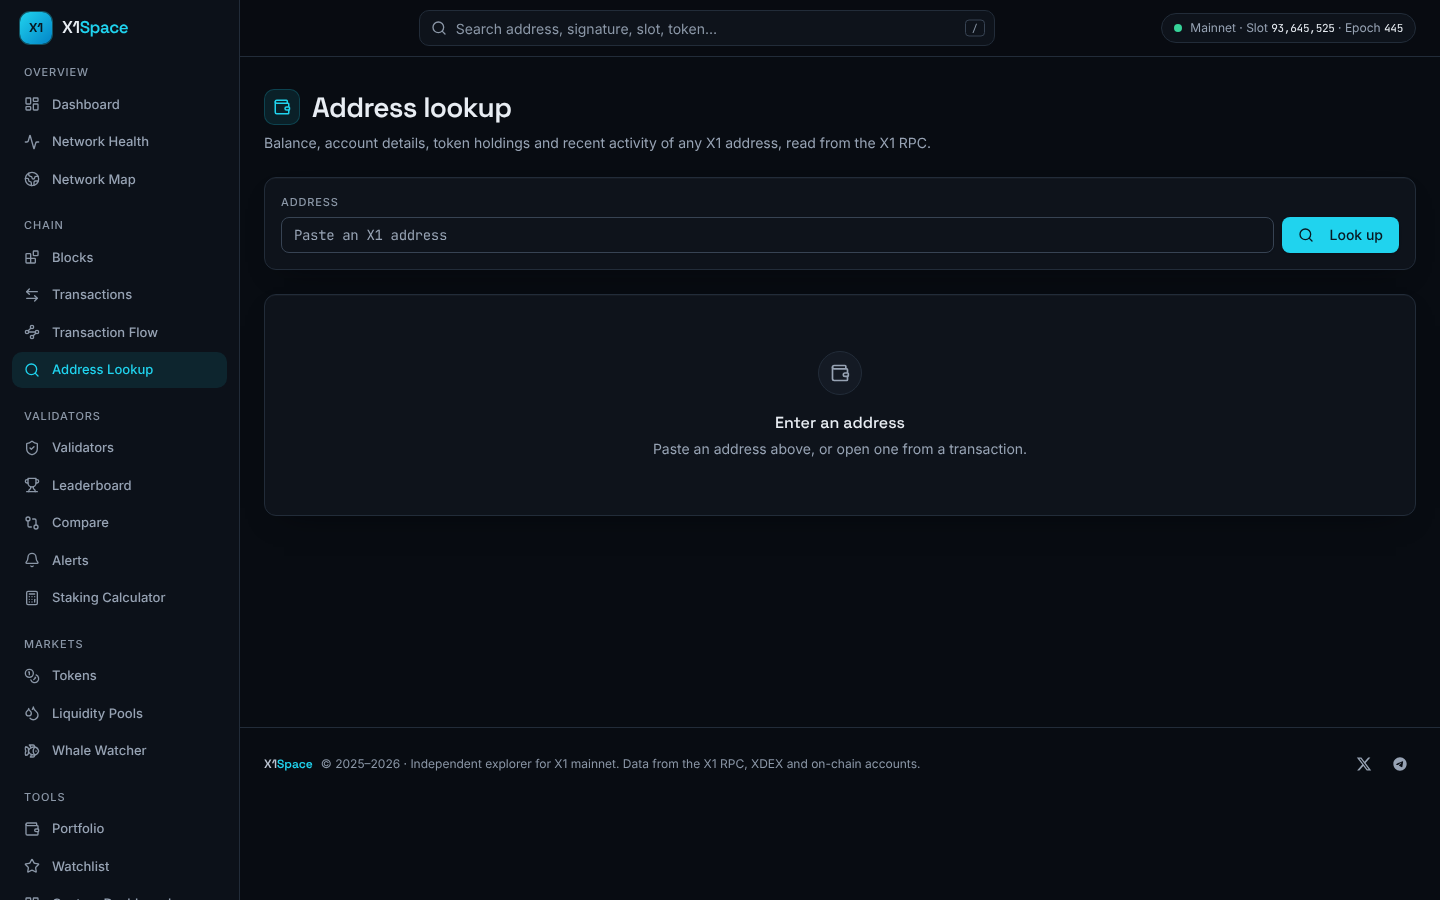 X1 X1Space
Search address, signature, slot, token... /
Mainnet · Slot 93,645,525 · Epoch 445
OVERVIEW
Dashboard
Network Health
Network Map
CHAIN
Blocks
Transactions
Transaction Flow
Address Lookup
VALIDATORS
Validators
Leaderboard
Compare
Alerts
Staking Calculator
MARKETS
Tokens
Liquidity Pools
Whale Watcher
TOOLS
Portfolio
Watchlist
Address lookup
Balance, account details, token holdings and recent activity of any X1 address, read from the X1 RPC.
ADDRESS
Paste an X1 address
Look up
Enter an address
Paste an address above, or open one from a transaction.
X1Space © 2025–2026 · Independent explorer for X1 mainnet. Data from the X1 RPC, XDEX and on-chain accounts.